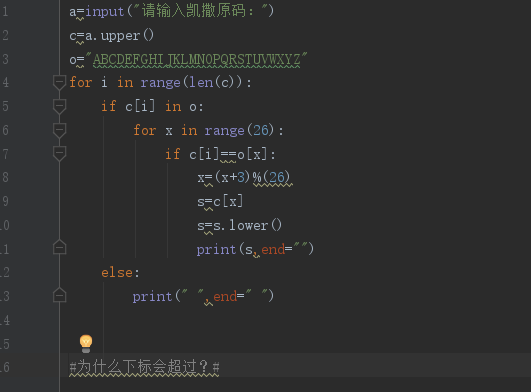 1 a=input("请输入凯撒原码：")
2 c=a.upper()
3 o="ABCDEFGHIJKLMNOPQRSTUVWXYZ"
4 for i in range(len(c)):
5 if c[i] in o:
6 for x in range(26):
7 if c[i]==o[x]:
8 x=(x+3)%(26)
9 s=c[x]
10 s=s.lower()
11 print(s,end="")
12 else:
13 print(" ",end=" ")
14
15
16 #为什么下标会超过？#